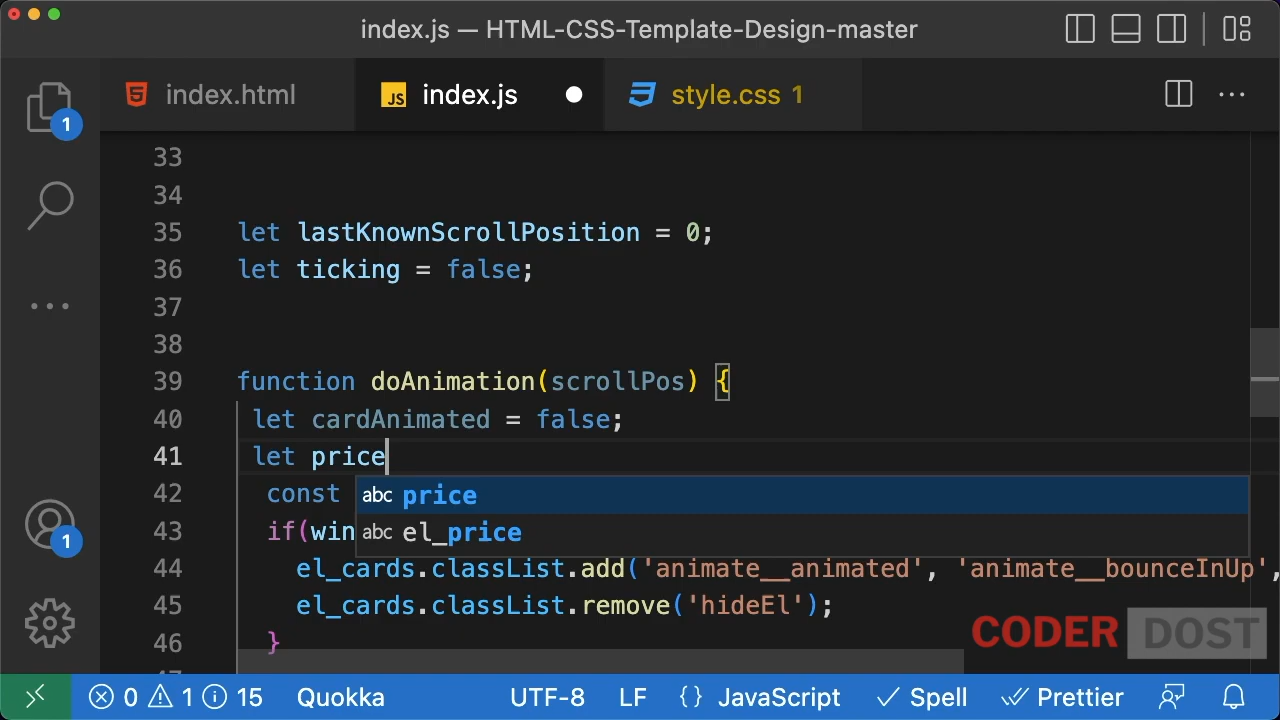 index.js — HTML-CSS-Template-Design-master
index.html
JS index.js
style.css 1
1
33
34
35 let lastKnownScrollPosition = 0;
36 let ticking = false;
37
38
39 function doAnimation(scrollPos) {
40 let cardAnimated = false;
41 let price
abc price
42 const
43 if(win
abc el_price
44 el_cards.classList.add('animate__animated', 'animate__bounceInUp',
45 el_cards.classList.remove('hideEl');
46 }
1
CODER DOST
0 1 15 Quokka UTF-8 LF {} JavaScript Spell Prettier